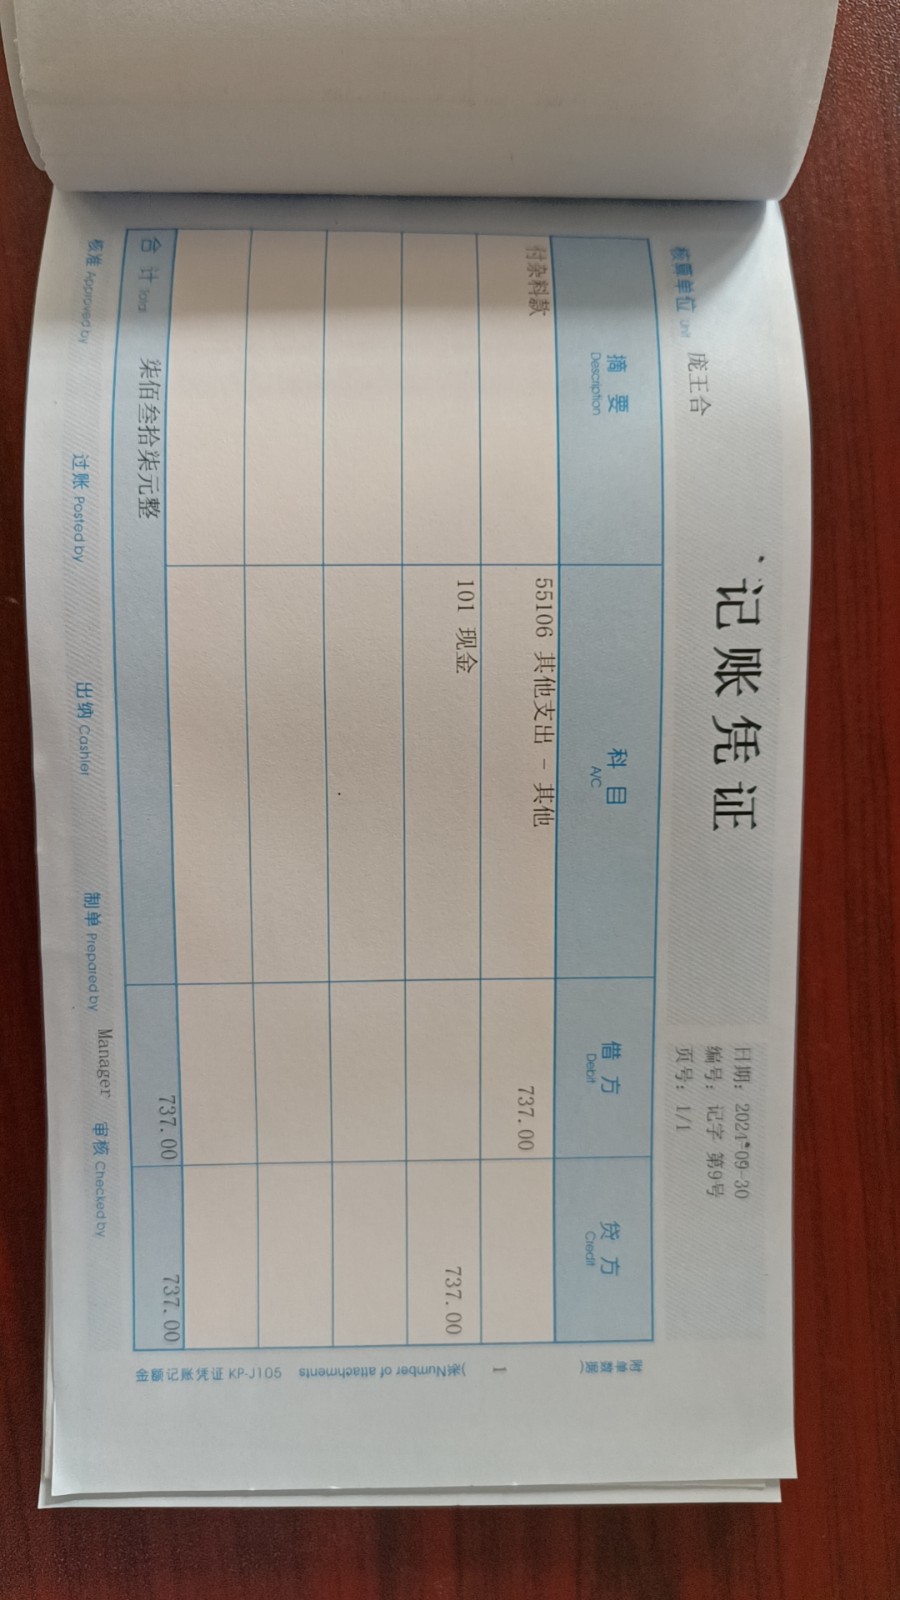 记账凭证
日期: 2024-09-30
编号: 记字 第9号
页号: 1/1
核算单位 Unit 庞王合
摘要 Description 科目 A/C 借方 Debit 贷方 Credit
付杂料款 55106 其他支出 - 其他 737.00
101 现金 737.00
合计 Total 柒佰叁拾柒元整 737.00 737.00
核准 Approved by 过账 Posted by 出纳 Cashier 制单 Prepared by Manager 审核 Checked by
附单据数( 1 张Number of attachments)
金额记账凭证 KP-J105